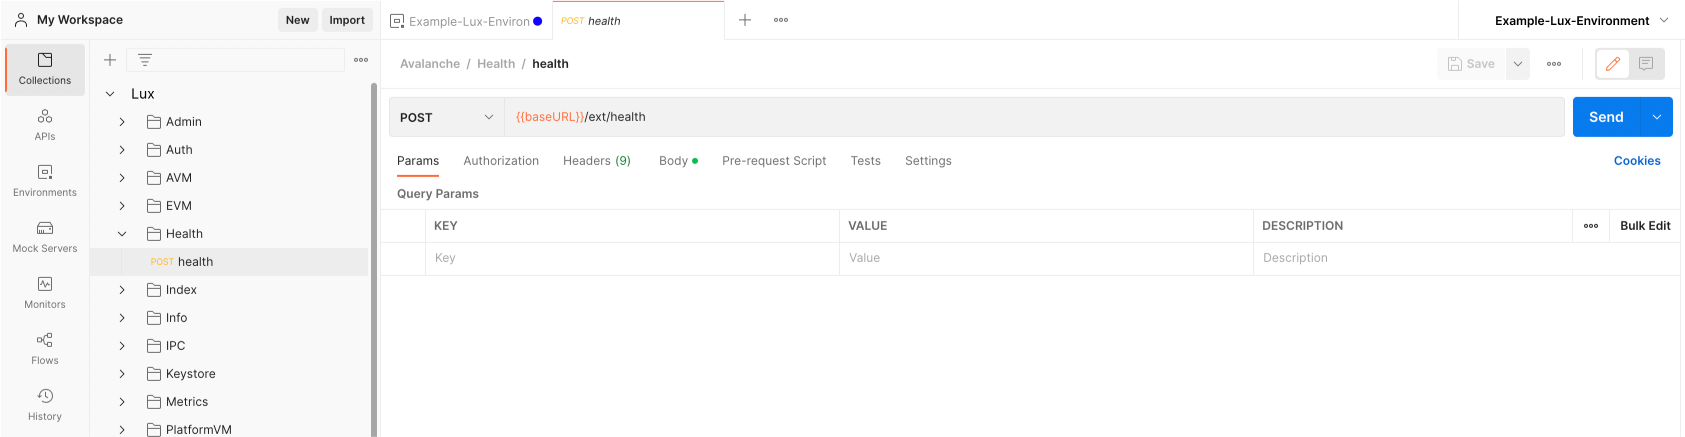 My Workspace
New
Import
Example-Lux-Environ
POST health
Example-Lux-Environment
Collections
APIs
Environments
Mock Servers
Monitors
Flows
History
Lux
Admin
Auth
AVM
EVM
Health
POST health
Index
Info
IPC
Keystore
Metrics
PlatformVM
Avalanche / Health / health
Save
POST
{{baseURL}}/ext/health
Send
Params
Authorization
Headers (9)
Body
Pre-request Script
Tests
Settings
Cookies
Query Params
KEY
VALUE
DESCRIPTION
Bulk Edit
Key
Value
Description